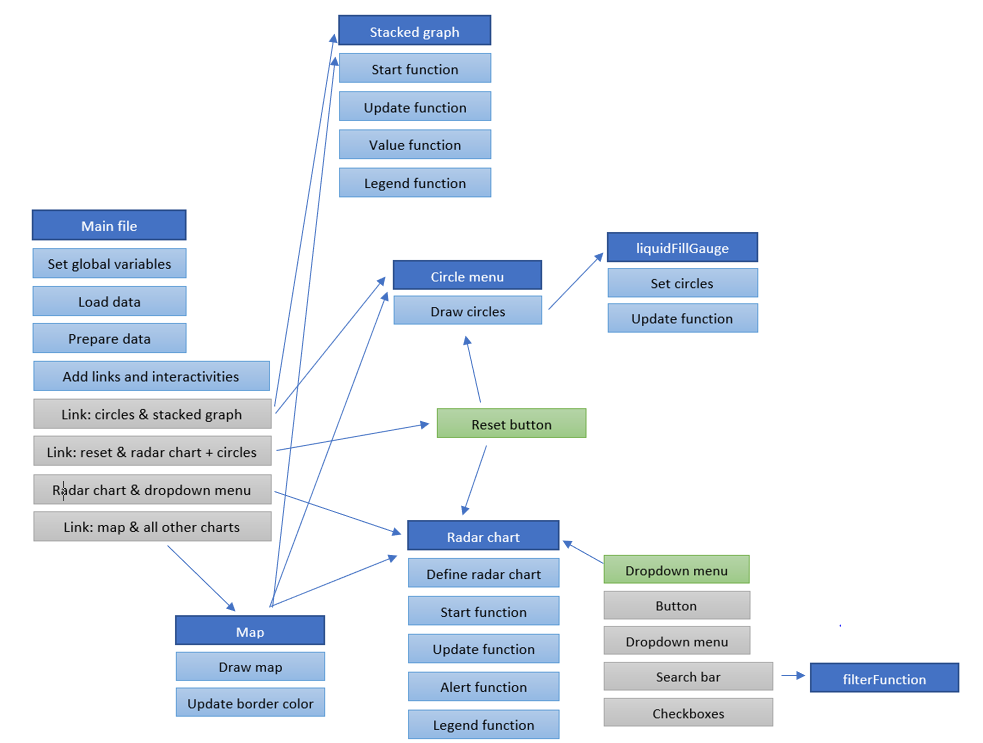 Stacked graph
Start function
Update function
Value function
Legend function
Main file
Set global variables
Load data
Prepare data
Add links and interactivities
Link: circles & stacked graph
Link: reset & radar chart + circles
Radar chart & dropdown menu
Link: map & all other charts
Circle menu
Draw circles
liquidFillGauge
Set circles
Update function
Reset button
Radar chart
Define radar chart
Start function
Update function
Alert function
Legend function
Dropdown menu
Button
Dropdown menu
Search bar
Checkboxes
filterFunction
Map
Draw map
Update border color